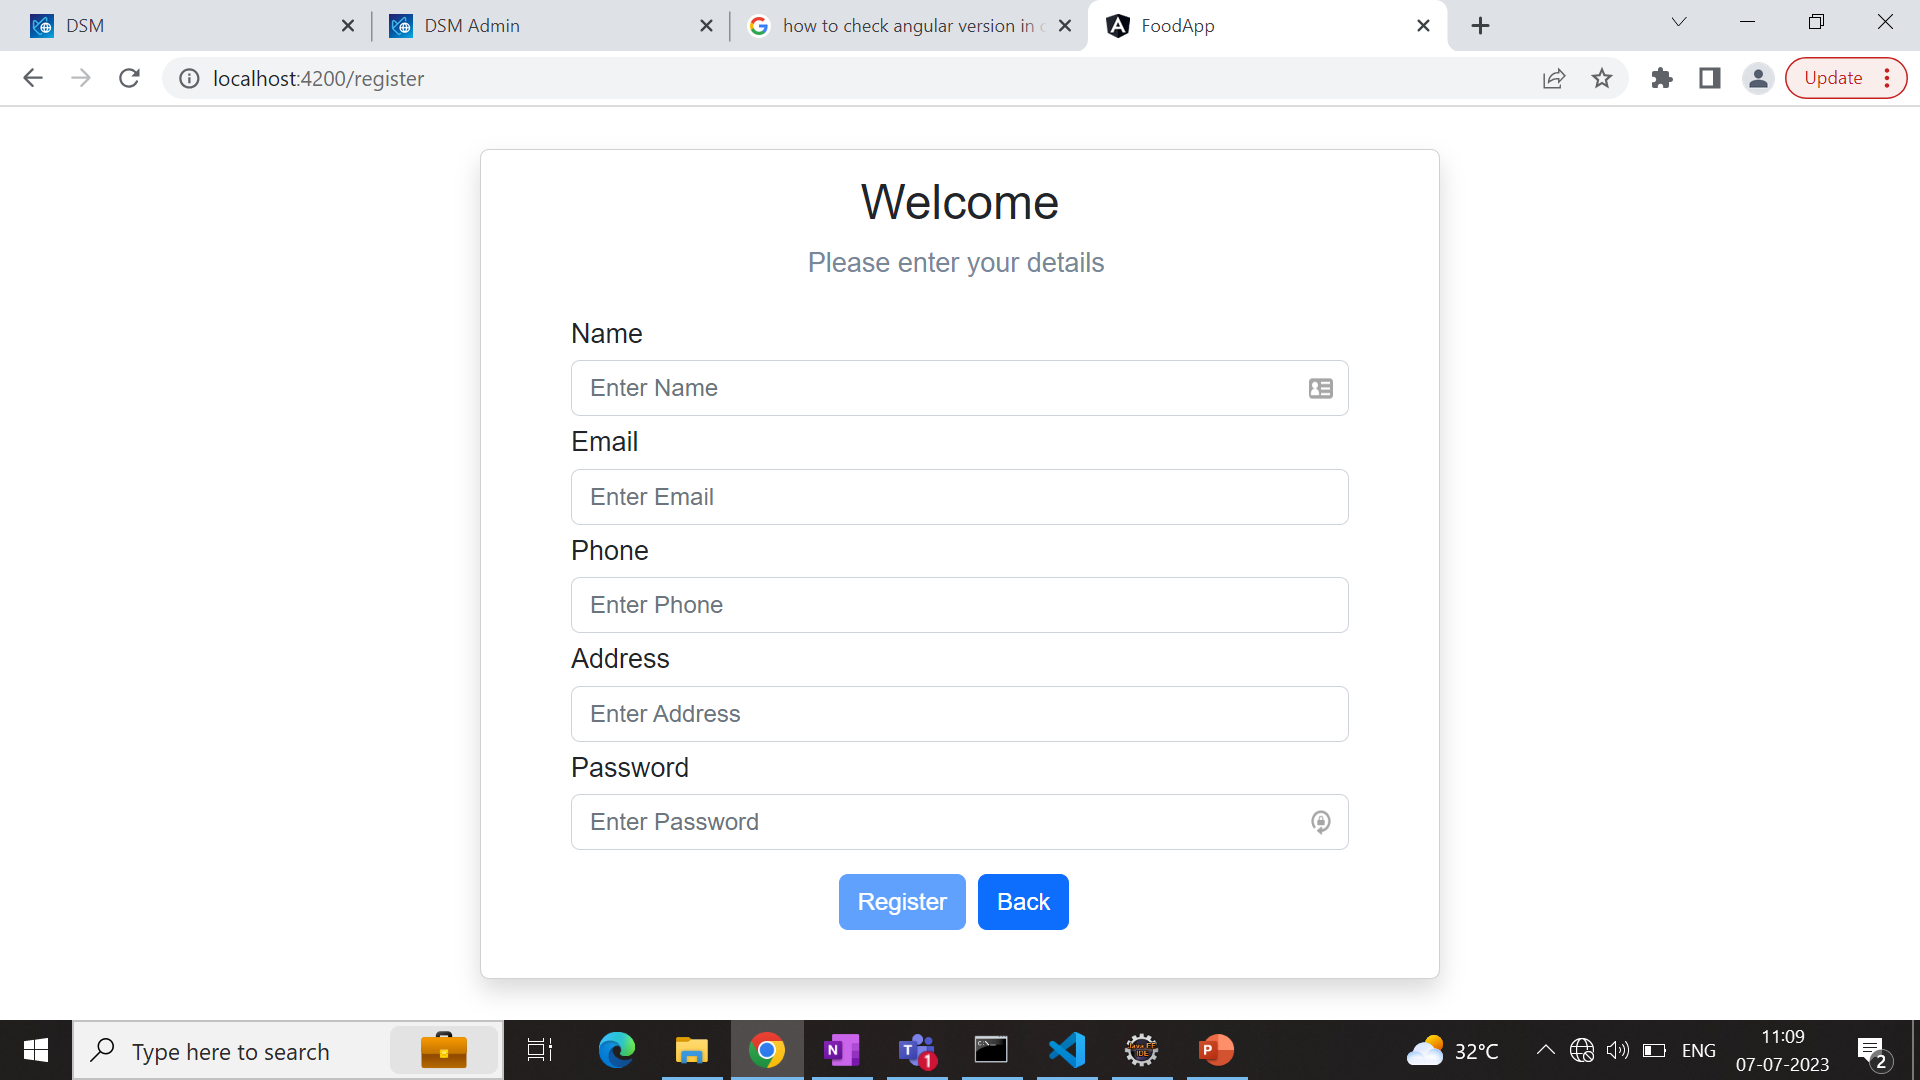 DSM
DSM Admin
how to check angular version in
FoodApp
localhost:4200/register
Update
Welcome
Please enter your details
Name
Enter Name
Email
Enter Email
Phone
Enter Phone
Address
Enter Address
Password
Enter Password
Register Back
Type here to search
1
32°C
ENG
11:09
07-07-2023
2